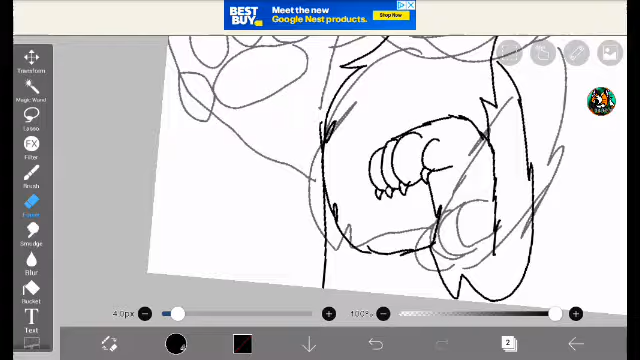 BEST BUY
Meet the new
Google Nest products.
Shop Now
Transform
Magic Wand
Lasso
FX
Filter
Brush
Eraser
Smudge
Blur
Bucket
T
Text
4.0px
100%
2